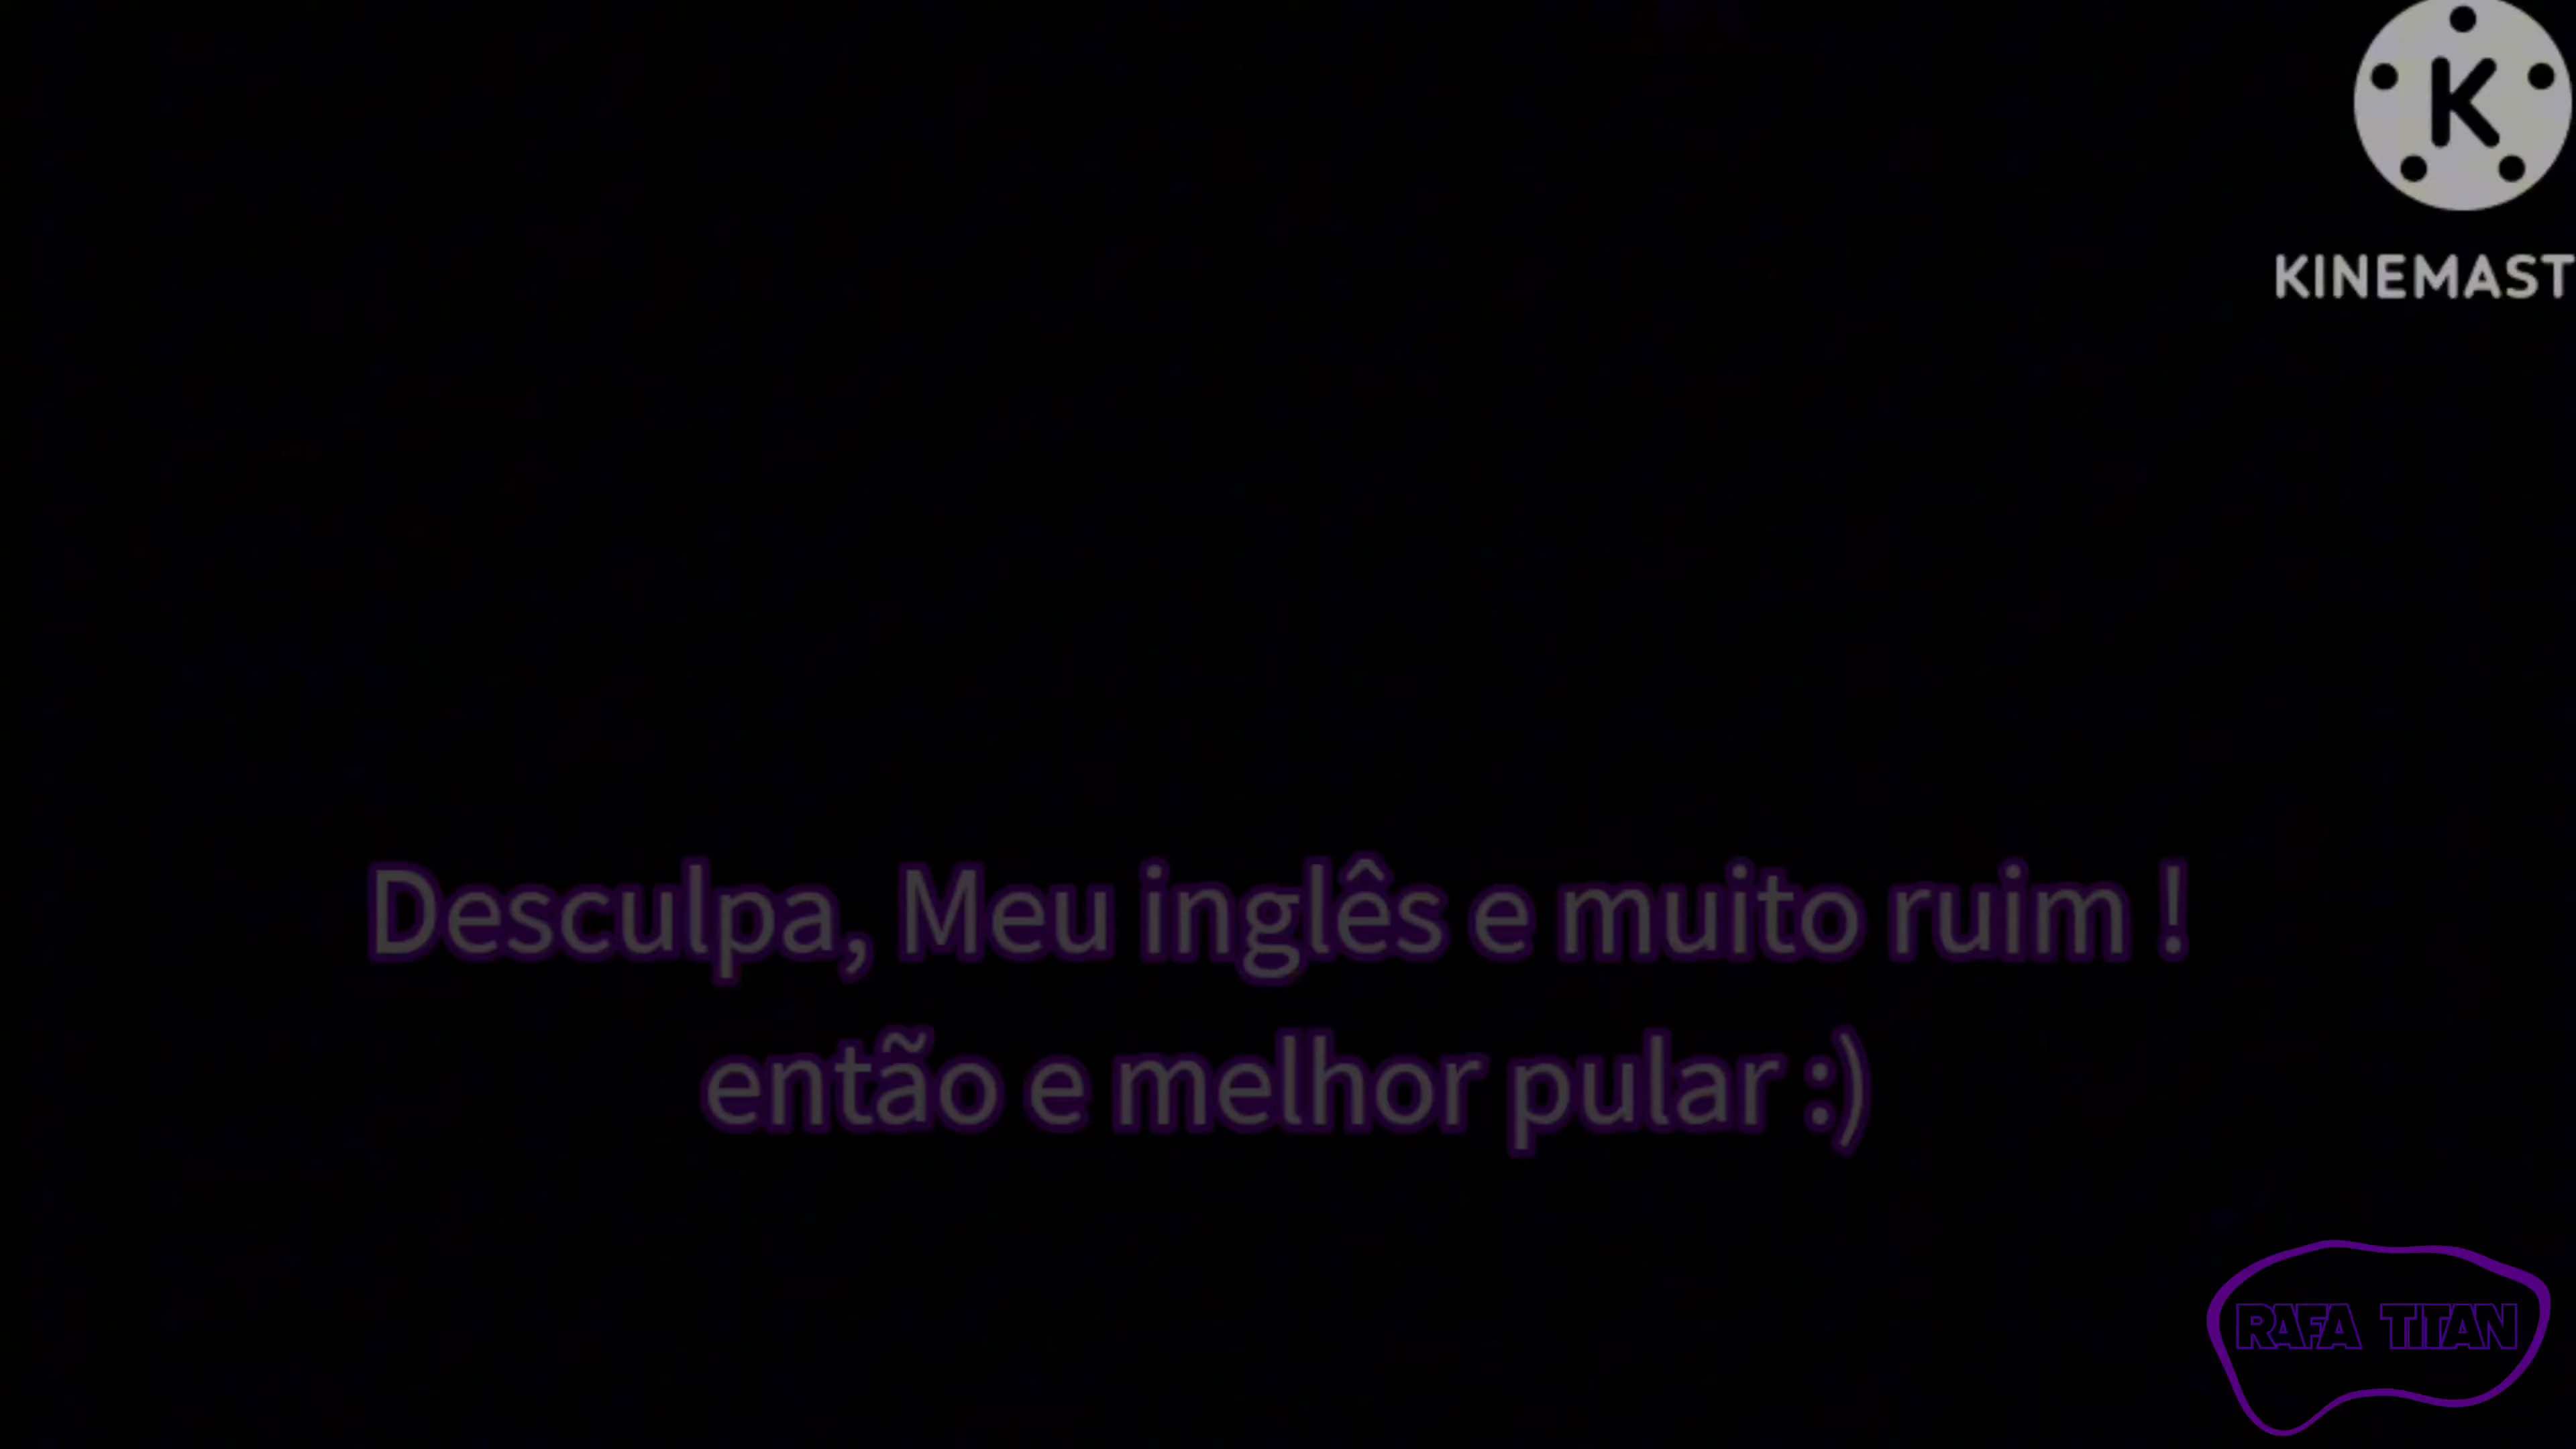 K
KINEMAST
Desculpa, Meu inglês e muito ruim !
então e melhor pular :)
RAFA TITAN